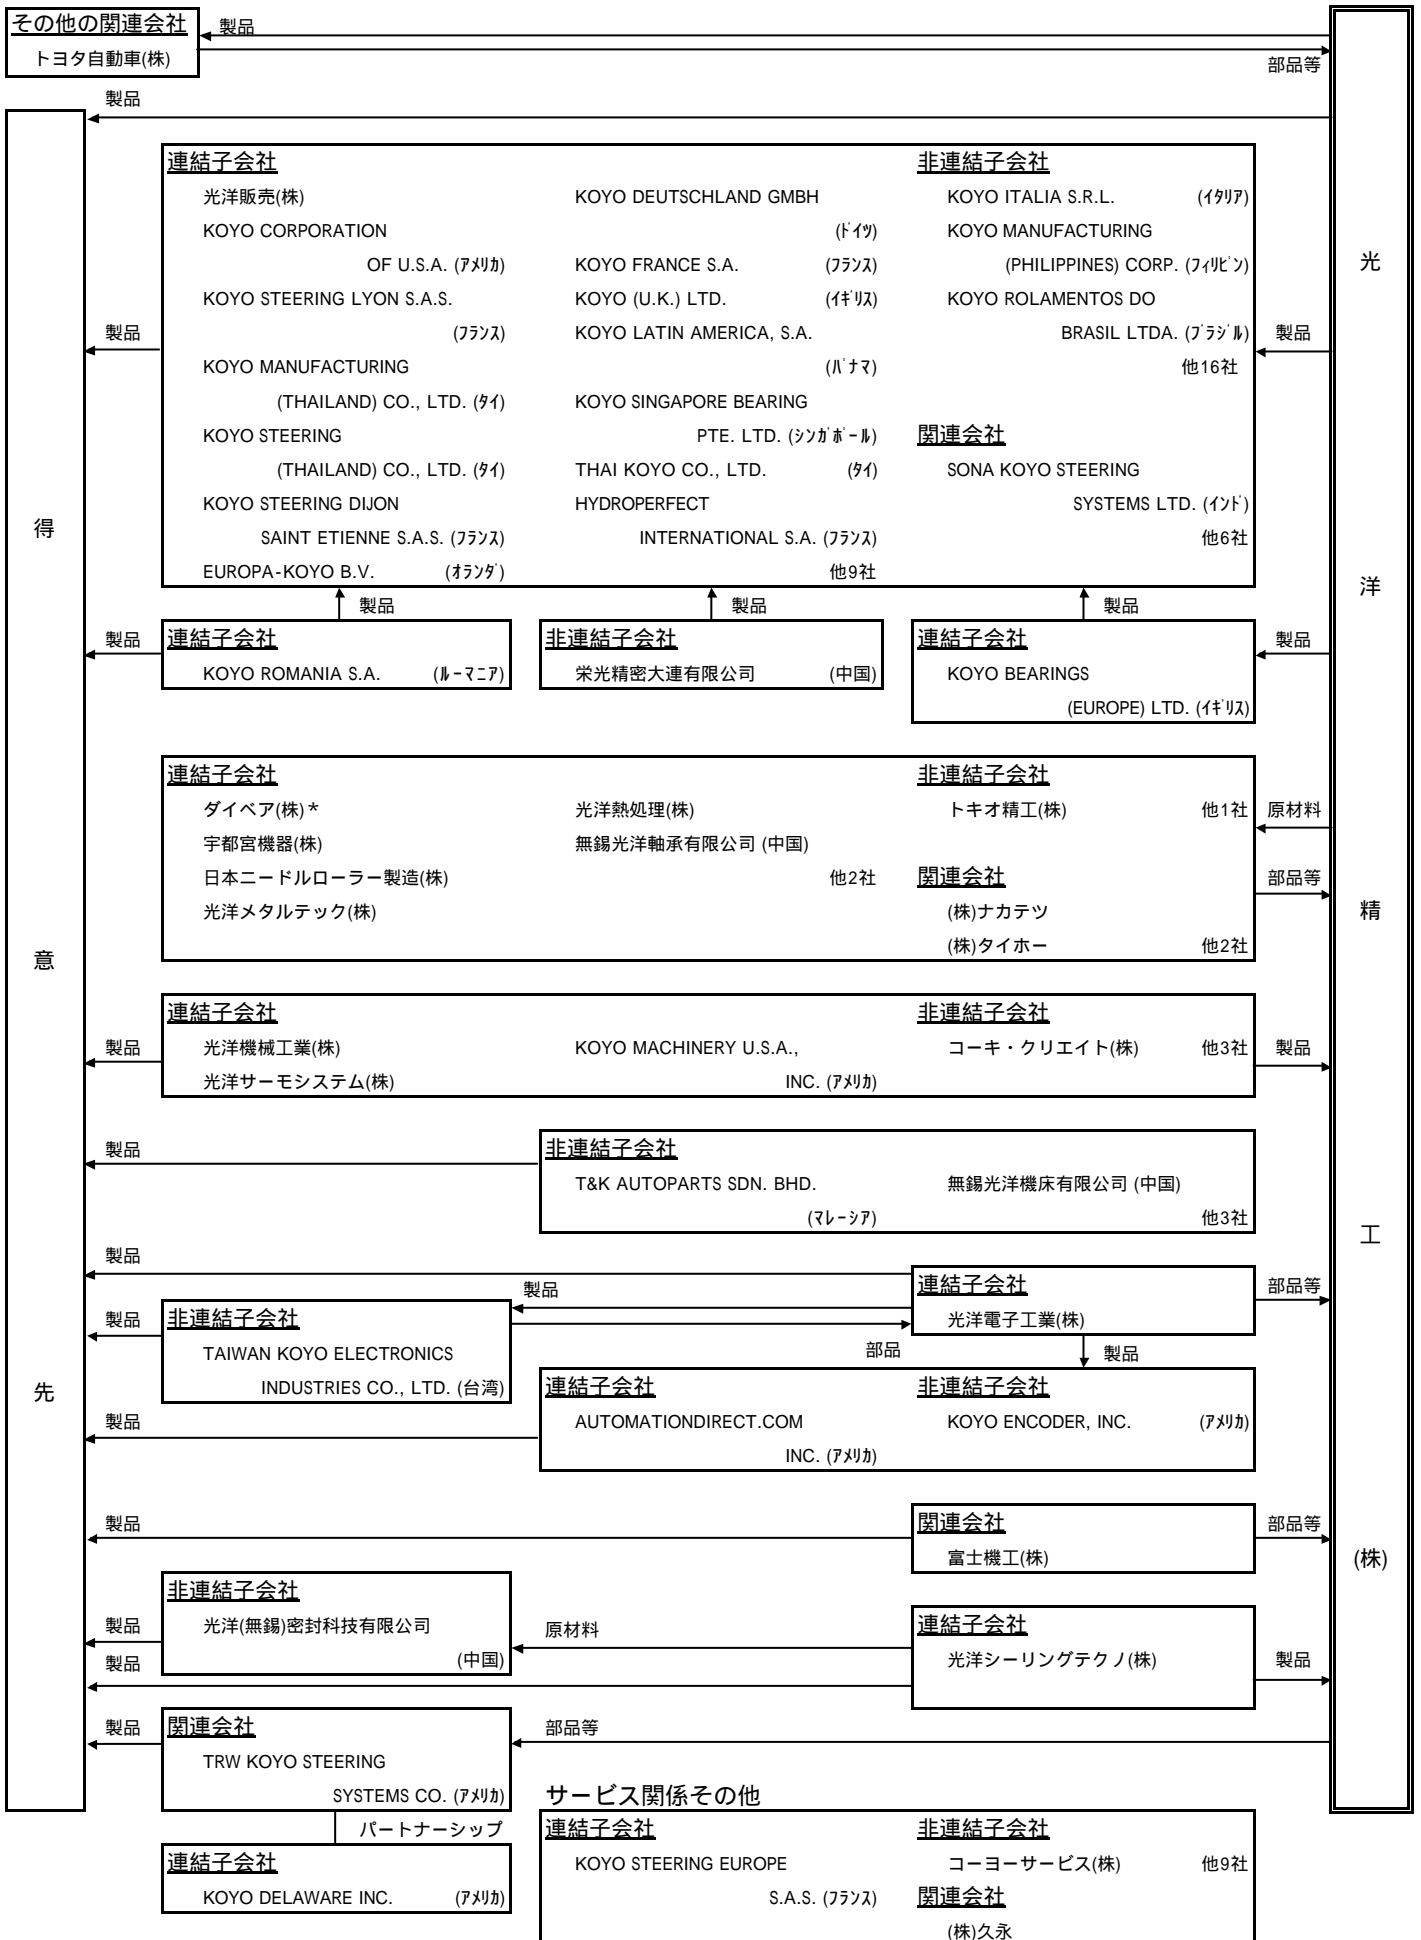 その他の関連会社
トヨタ自動車(株)
製品
部品等
製品
得意先
光洋精工(株)
連結子会社
光洋販売(株)
KOYO CORPORATION
OF U.S.A. (ｱﾒﾘｶ)
KOYO STEERING LYON S.A.S.
(ﾌﾗﾝｽ)
KOYO MANUFACTURING
(THAILAND) CO., LTD. (ﾀｲ)
KOYO STEERING
(THAILAND) CO., LTD. (ﾀｲ)
KOYO STEERING DIJON
SAINT ETIENNE S.A.S. (ﾌﾗﾝｽ)
EUROPA-KOYO B.V. (ｵﾗﾝﾀﾞ)
KOYO DEUTSCHLAND GMBH
(ﾄﾞｲﾂ)
KOYO FRANCE S.A. (ﾌﾗﾝｽ)
KOYO (U.K.) LTD. (ｲｷﾞﾘｽ)
KOYO LATIN AMERICA, S.A.
(ﾊﾟﾅﾏ)
KOYO SINGAPORE BEARING
PTE. LTD. (ｼﾝｶﾞﾎﾟｰﾙ)
THAI KOYO CO., LTD. (ﾀｲ)
HYDROPERFECT
INTERNATIONAL S.A. (ﾌﾗﾝｽ)
他9社
非連結子会社
KOYO ITALIA S.R.L. (ｲﾀﾘｱ)
KOYO MANUFACTURING
(PHILIPPINES) CORP. (ﾌｨﾘﾋﾟﾝ)
KOYO ROLAMENTOS DO
BRASIL LTDA. (ﾌﾞﾗｼﾞﾙ)
他16社
関連会社
SONA KOYO STEERING
SYSTEMS LTD. (ｲﾝﾄﾞ)
他6社
製品
製品
製品
製品
製品
製品
連結子会社
KOYO ROMANIA S.A. (ﾙｰﾏﾆｱ)
非連結子会社
栄光精密大連有限公司 (中国)
連結子会社
KOYO BEARINGS
(EUROPE) LTD. (ｲｷﾞﾘｽ)
製品
連結子会社
ダイベア(株)*
宇都宮機器(株)
日本ニードルローラー製造(株)
光洋メタルテック(株)
光洋熱処理(株)
無錫光洋軸承有限公司 (中国)
他2社
非連結子会社
トキオ精工(株) 他1社
関連会社
(株)ナカテツ
(株)タイホー 他2社
原材料
部品等
製品
連結子会社
光洋機械工業(株)
光洋サーモシステム(株)
KOYO MACHINERY U.S.A.,
INC. (ｱﾒﾘｶ)
非連結子会社
コーキ・クリエイト(株) 他3社
製品
製品
非連結子会社
T&K AUTOPARTS SDN. BHD.
(ﾏﾚｰｼｱ)
無錫光洋機床有限公司 (中国)
他3社
製品
連結子会社
光洋電子工業(株)
部品等
製品
部品
製品
製品
非連結子会社
TAIWAN KOYO ELECTRONICS
INDUSTRIES CO., LTD. (台湾)
製品
連結子会社
AUTOMATIONDIRECT.COM
INC. (ｱﾒﾘｶ)
非連結子会社
KOYO ENCODER, INC. (ｱﾒﾘｶ)
製品
関連会社
富士機工(株)
部品等
製品
製品
非連結子会社
光洋(無錫)密封科技有限公司
(中国)
原材料
連結子会社
光洋シーリングテクノ(株)
製品
製品
関連会社
TRW KOYO STEERING
SYSTEMS CO. (ｱﾒﾘｶ)
部品等
パートナーシップ
連結子会社
KOYO DELAWARE INC. (ｱﾒﾘｶ)
サービス関係その他
連結子会社
KOYO STEERING EUROPE
S.A.S. (ﾌﾗﾝｽ)
非連結子会社
コーヨーサービス(株) 他9社
関連会社
(株)久永